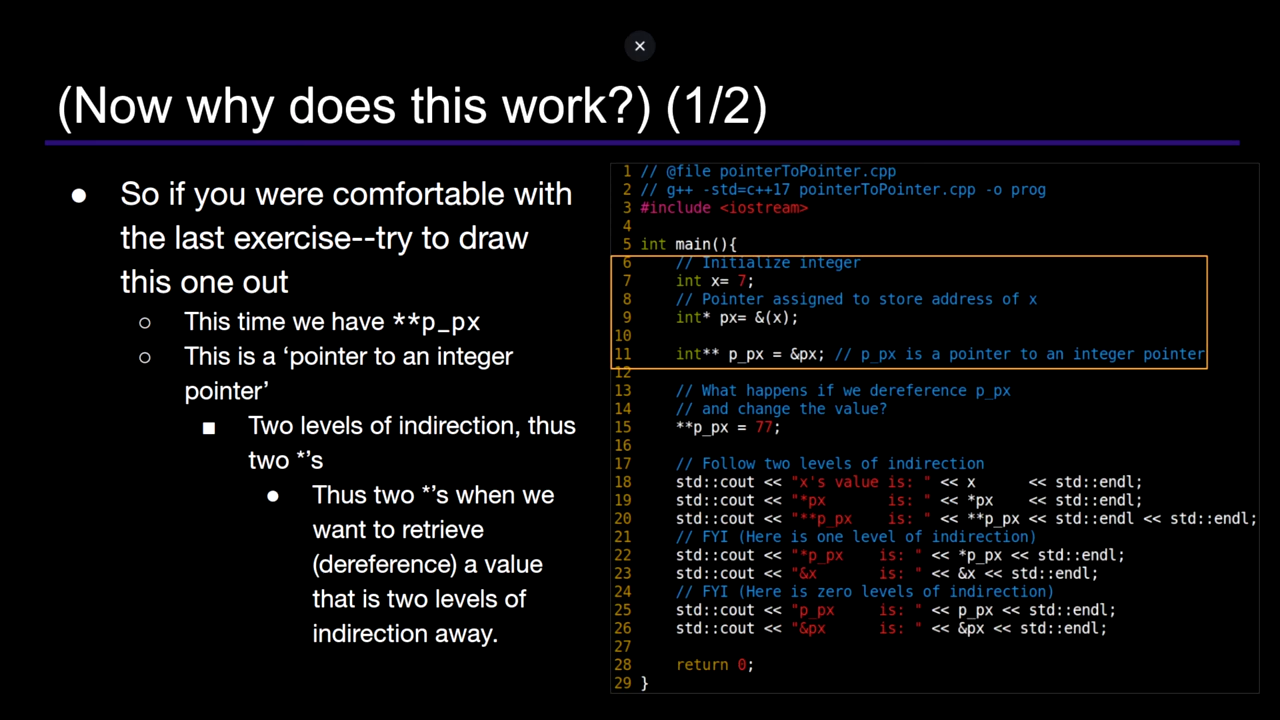 (Now why does this work?) (1/2)
● So if you were comfortable with
the last exercise--try to draw
this one out
○ This time we have **p_px
○ This is a ‘pointer to an integer
pointer’
■ Two levels of indirection, thus
two *’s
● Thus two *’s when we
want to retrieve
(dereference) a value
that is two levels of
indirection away.
1 // @file pointerToPointer.cpp
2 // g++ -std=c++17 pointerToPointer.cpp -o prog
3 #include <iostream>
4
5 int main(){
6     // Initialize integer
7     int x= 7;
8     // Pointer assigned to store address of x
9     int* px= &(x);
10
11     int** p_px = &px; // p_px is a pointer to an integer pointer
12
13     // What happens if we dereference p_px
14     // and change the value?
15     **p_px = 77;
16
17     // Follow two levels of indirection
18     std::cout << "x's value is: " << x      << std::endl;
19     std::cout << "*px       is: " << *px    << std::endl;
20     std::cout << "**p_px    is: " << **p_px << std::endl << std::endl;
21     // FYI (Here is one level of indirection)
22     std::cout << "*p_px     is: " << *p_px << std::endl;
23     std::cout << "&x        is: " << &x << std::endl;
24     // FYI (Here is zero levels of indirection)
25     std::cout << "p_px      is: " << p_px << std::endl;
26     std::cout << "&px       is: " << &px << std::endl;
27
28     return 0;
29 }